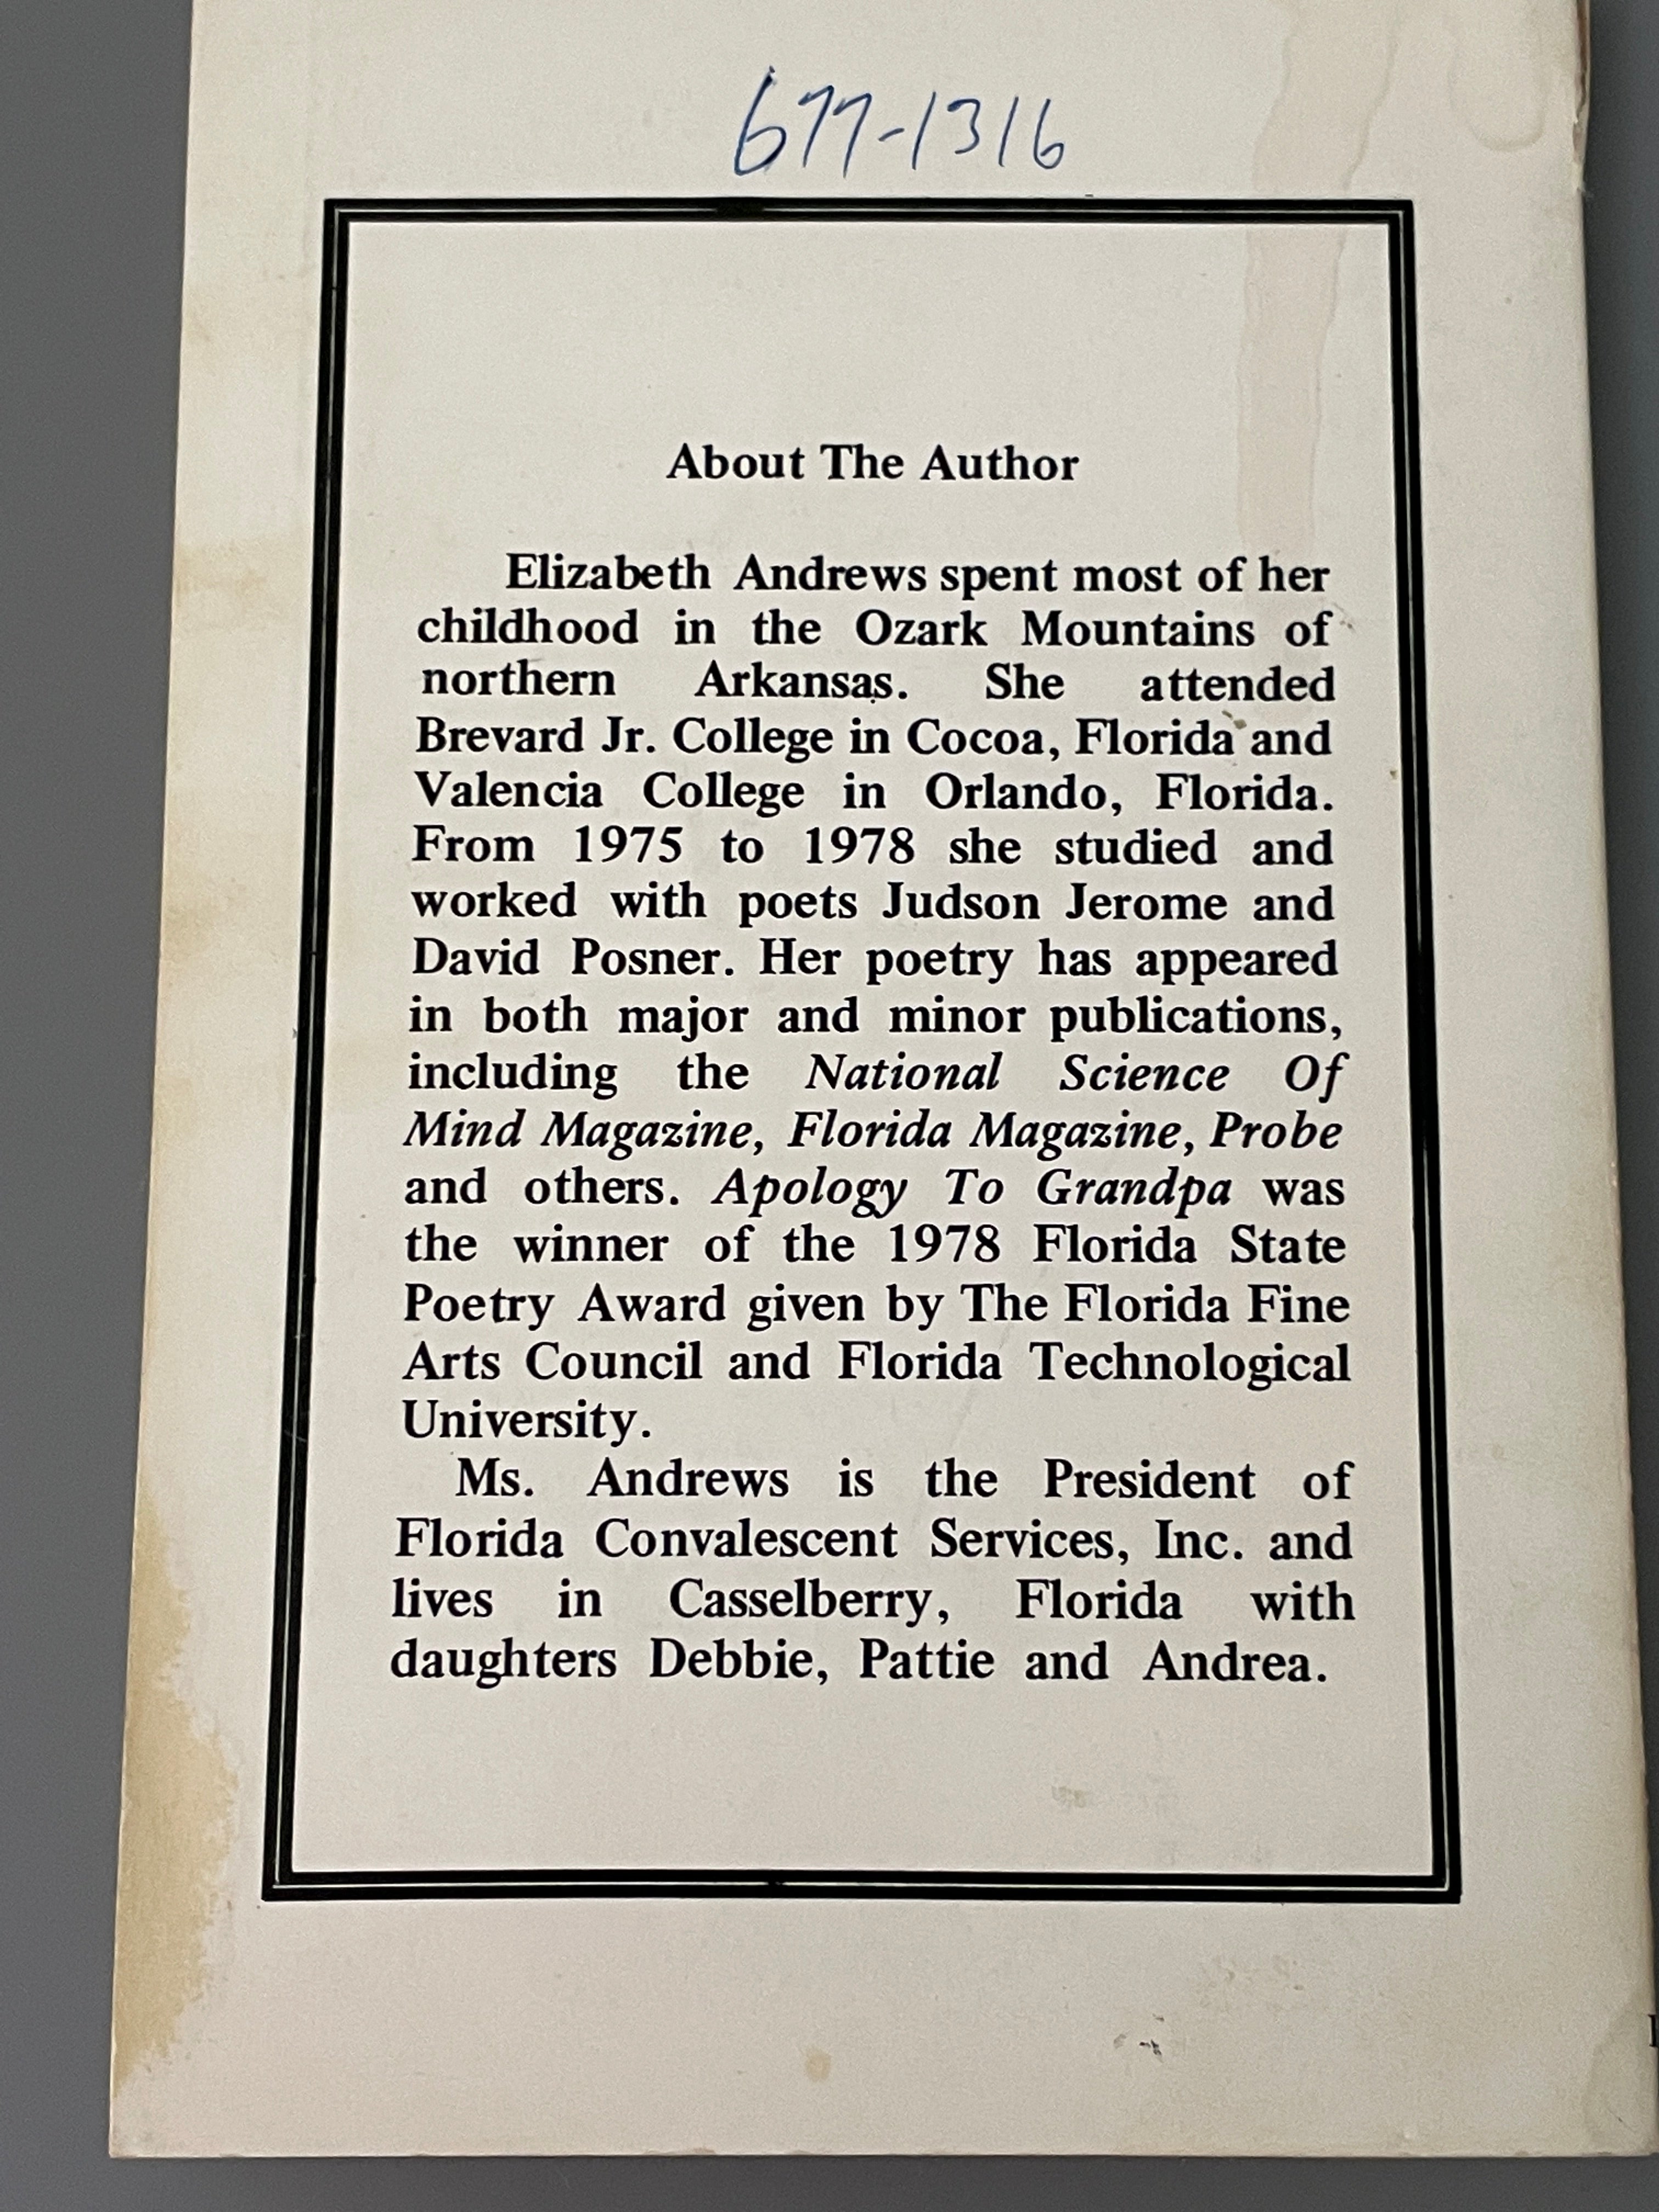 677-1316
About The Author
Elizabeth Andrews spent most of her
childhood in the Ozark Mountains of
northern Arkansas. She attended
Brevard Jr. College in Cocoa, Florida and
Valencia College in Orlando, Florida.
From 1975 to 1978 she studied and
worked with poets Judson Jerome and
David Posner. Her poetry has appeared
in both major and minor publications,
including the National Science Of
Mind Magazine, Florida Magazine, Probe
and others. Apology To Grandpa was
the winner of the 1978 Florida State
Poetry Award given by The Florida Fine
Arts Council and Florida Technological
University.
Ms. Andrews is the President of
Florida Convalescent Services, Inc. and
lives in Casselberry, Florida with
daughters Debbie, Pattie and Andrea.